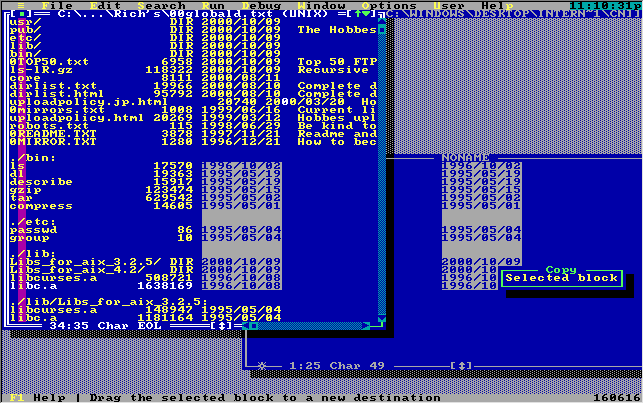 ≡ File Edit Search Run Debug Window Options User Help 11:10:31p
[■] C:\...\Rich's\00globald.txt (UNIX) =[↑▼] C:\WINDOWS\DESKTOP\INTERN~1\CNJ1
usr/ DIR 2000/10/09
pub/ DIR 2000/10/09 The Hobbes
etc/ DIR 2000/10/09
lib/ DIR 2000/10/09
bin/ DIR 2000/10/09
0TOP50.txt 6958 2000/10/09 Top 50 FTP
ls-lR.gz 118322 2000/10/09 Recursive
core 8111 2000/08/11
dirlist.txt 19966 2000/08/10 Complete d
dirlist.html 95792 2000/08/10 Complete d
uploadpolicy.jp.html 20740 2000/03/20 Ho
0Mirrors.txt 1008 1999/06/16 Current li
uploadpolicy.html 20269 1999/03/12 Hobbes upl
robots.txt 115 1998/06/29 Be kind to
0README.TXT 3878 1997/11/21 Readme and
0MIRROR.TXT 1280 1996/12/21 How to bec
./bin:
ls 17570 1996/10/02
dl 19363 1995/05/19
describe 15917 1995/05/15
gzip 123474 1995/05/15
tar 629542 1995/05/02
compress 14605 1995/05/01
./etc:
passwd 86 1995/05/04
group 10 1995/05/04
./lib:
Libs_for_aix_3.2.5/ DIR 2000/10/09
Libs_for_aix_4.2/ DIR 2000/10/09
libcurses.a 508721 1996/10/08
libc.a 1638169 1996/10/08
./lib/Libs_for_aix_3.2.5:
libcurses.a 148947 1995/05/04
libc.a 1181164 1995/05/04
34:35 Char EOL [‡]
NONAME
1996/10/02
1995/05/19
1995/05/15
1995/05/15
1995/05/02
1995/05/01
1995/05/04
1995/05/04
2000/10/09
2000/10
1996/10
1996/10/08
Copy
Selected block
1:25 Char 49 [‡]
F1 Help | Drag the selected block to a new destination 160616